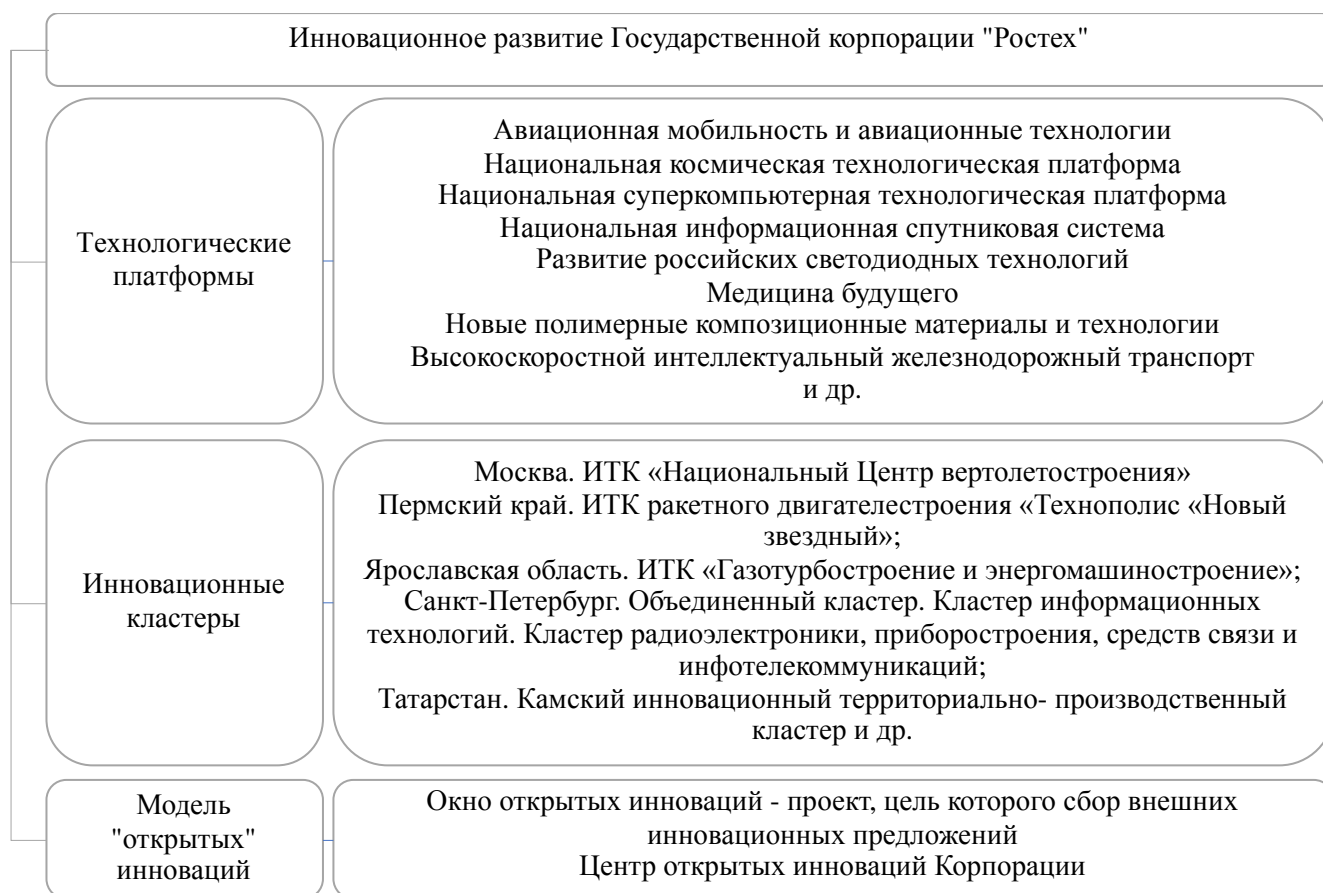 Инновационное развитие Государственной корпорации "Ростех"
Технологические
платформы
Авиационная мобильность и авиационные технологии
Национальная космическая технологическая платформа
Национальная суперкомпьютерная технологическая платформа
Национальная информационная спутниковая система
Развитие российских светодиодных технологий
Медицина будущего
Новые полимерные композиционные материалы и технологии
Высокоскоростной интеллектуальный железнодорожный транспорт
и др.
Инновационные
кластеры
Москва. ИТК «Национальный Центр вертолетостроения»
Пермский край. ИТК ракетного двигателестроения «Технополис «Новый
звездный»;
Ярославская область. ИТК «Газотурбостроение и энергомашиностроение»;
Санкт-Петербург. Объединенный кластер. Кластер информационных
технологий. Кластер радиоэлектроники, приборостроения, средств связи и
инфотелекоммуникаций;
Татарстан. Камский инновационный территориально- производственный
кластер и др.
Модель
"открытых"
инноваций
Окно открытых инноваций - проект, цель которого сбор внешних
инновационных предложений
Центр открытых инноваций Корпорации